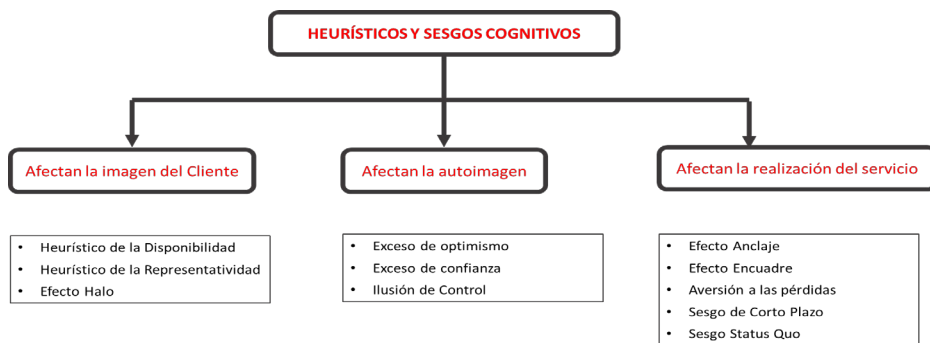 HEURÍSTICOS Y SESGOS COGNITIVOS
Afectan la imagen del Cliente
Afectan la autoimagen
Afectan la realización del servicio
• Heurístico de la Disponibilidad
• Heurístico de la Representatividad
• Efecto Halo
• Exceso de optimismo
• Exceso de confianza
• Ilusión de Control
• Efecto Anclaje
• Efecto Encuadre
• Aversión a las pérdidas
• Sesgo de Corto Plazo
• Sesgo Status Quo